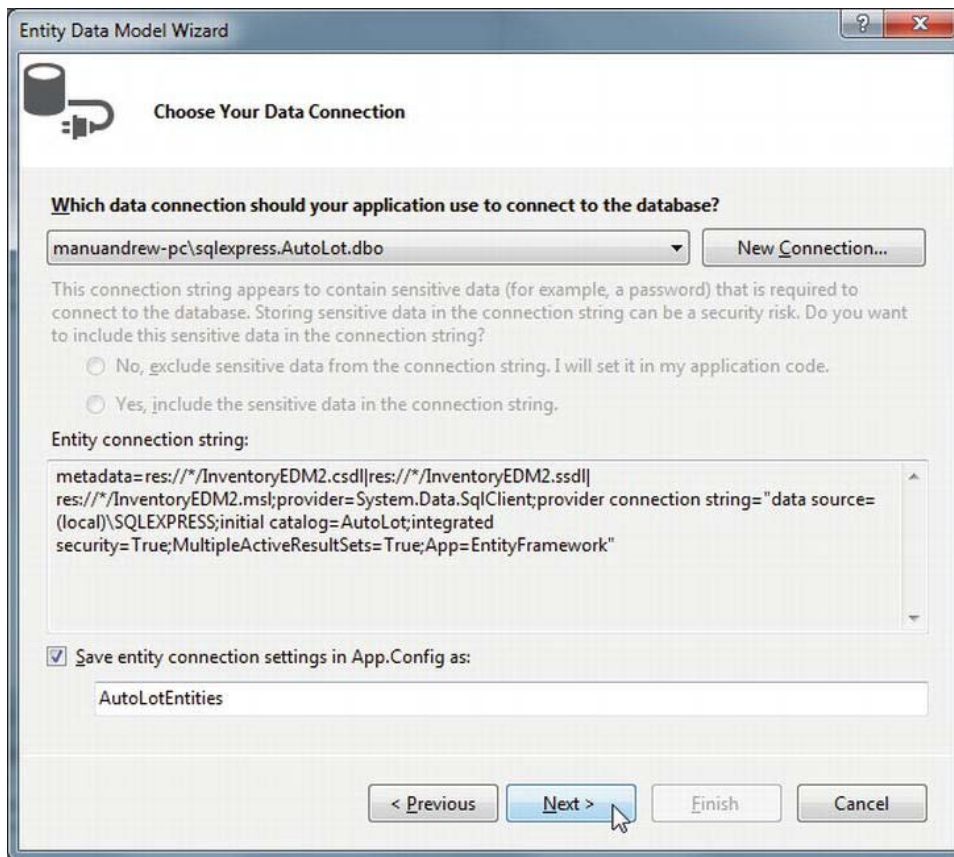 Entity Data Model Wizard
?
Choose Your Data Connection
Which data connection should your application use to connect to the database?
manuandrew-pc\sqlexpress.AutoLot.dbo
New Connection...
This connection string appears to contain sensitive data (for example, a password) that is required to
connect to the database. Storing sensitive data in the connection string can be a security risk. Do you want
to include this sensitive data in the connection string?
No, exclude sensitive data from the connection string. I will set it in my application code.
Yes, include the sensitive data in the connection string.
Entity connection string:
metadata=res://*/InventoryEDM2.csdl|res://*/InventoryEDM2.ssdl|
res://*/InventoryEDM2.msl;provider=System.Data.SqlClient;provider connection string="data source=
(local)\SQLEXPRESS;initial catalog=AutoLot;integrated
security=True;MultipleActiveResultSets=True;App=EntityFramework"
Save entity connection settings in App.Config as:
AutoLotEntities
< Previous
Next >
Finish
Cancel